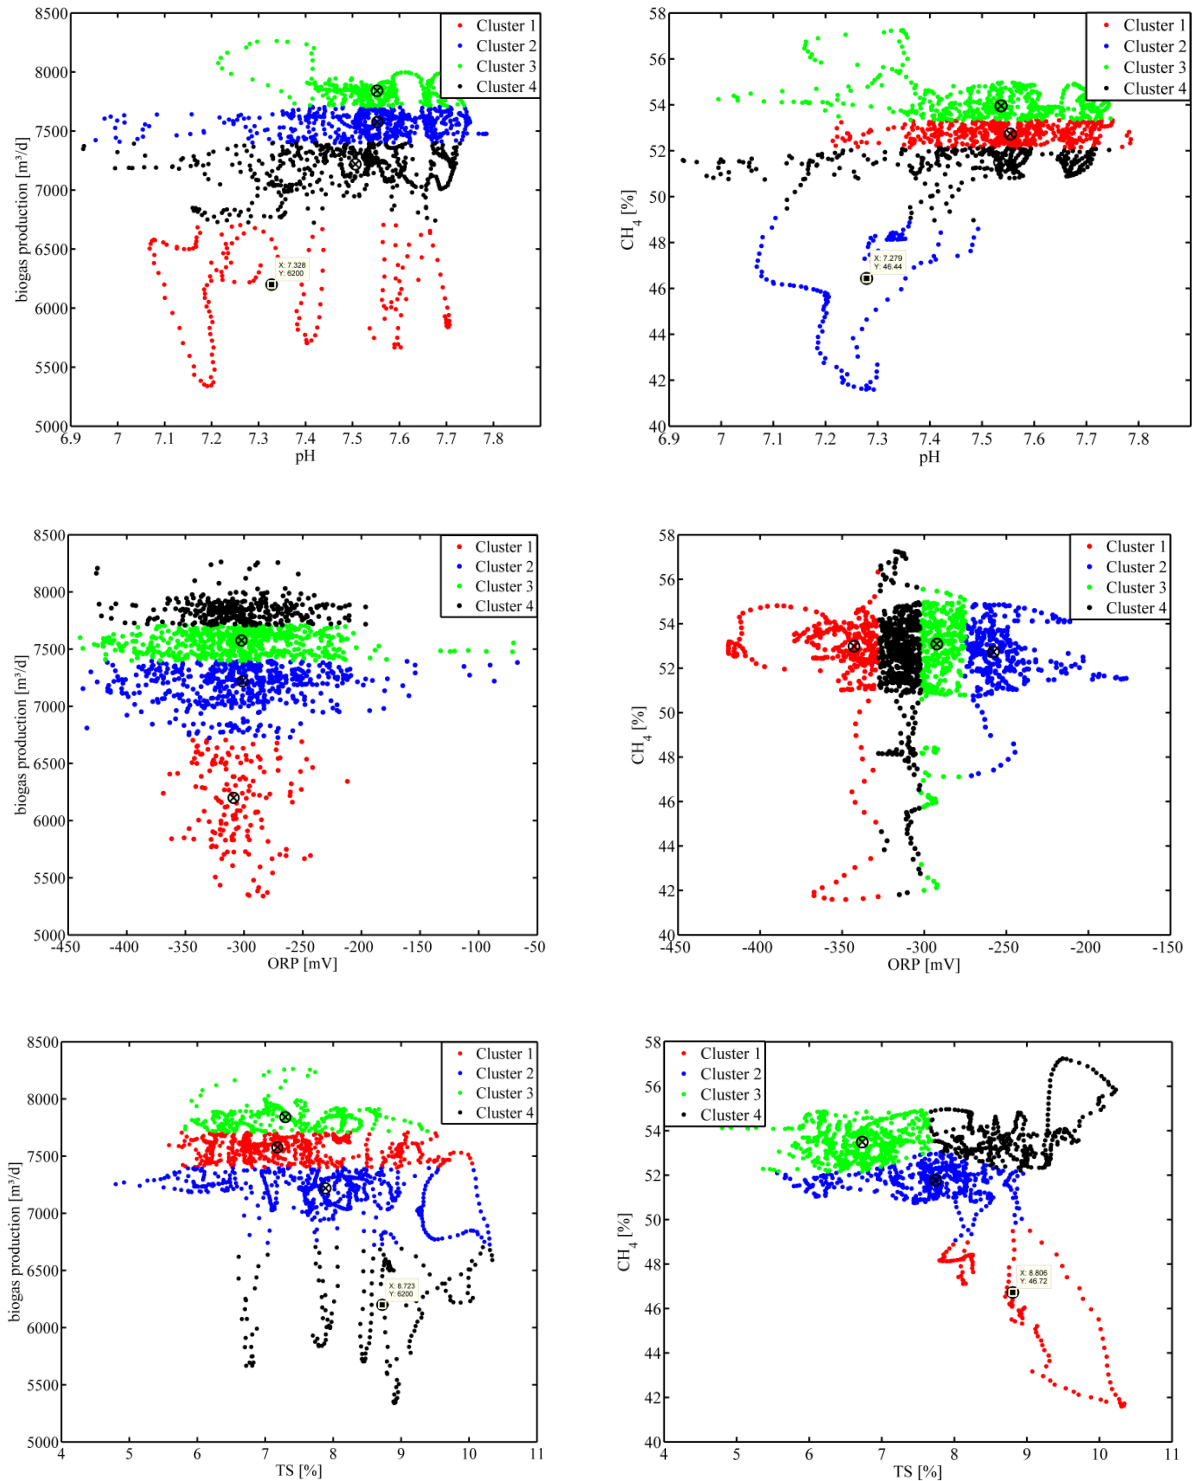 8500
8000
7500
7000
6500
6000
5500
5000
biogas production [m³/d]
6.9 7 7.1 7.2 7.3 7.4 7.5 7.6 7.7 7.8
pH
Cluster 1
Cluster 2
Cluster 3
Cluster 4
X: 7.328
Y: 6200
58
56
54
52
50
48
46
44
42
40
CH₄ [%]
6.9 7 7.1 7.2 7.3 7.4 7.5 7.6 7.7 7.8
pH
Cluster 1
Cluster 2
Cluster 3
Cluster 4
X: 7.279
Y: 46.44
8500
8000
7500
7000
6500
6000
5500
5000
biogas production [m³/d]
-450 -400 -350 -300 -250 -200 -150 -100 -50
ORP [mV]
Cluster 1
Cluster 2
Cluster 3
Cluster 4
58
56
54
52
50
48
46
44
42
40
CH₄ [%]
-450 -400 -350 -300 -250 -200 -150
ORP [mV]
Cluster 1
Cluster 2
Cluster 3
Cluster 4
8500
8000
7500
7000
6500
6000
5500
5000
biogas production [m³/d]
4 5 6 7 8 9 10 11
TS [%]
Cluster 1
Cluster 2
Cluster 3
Cluster 4
X: 8.723
Y: 6200
58
56
54
52
50
48
46
44
42
40
CH₄ [%]
4 5 6 7 8 9 10 11
TS [%]
Cluster 1
Cluster 2
Cluster 3
Cluster 4
X: 8.806
Y: 46.72